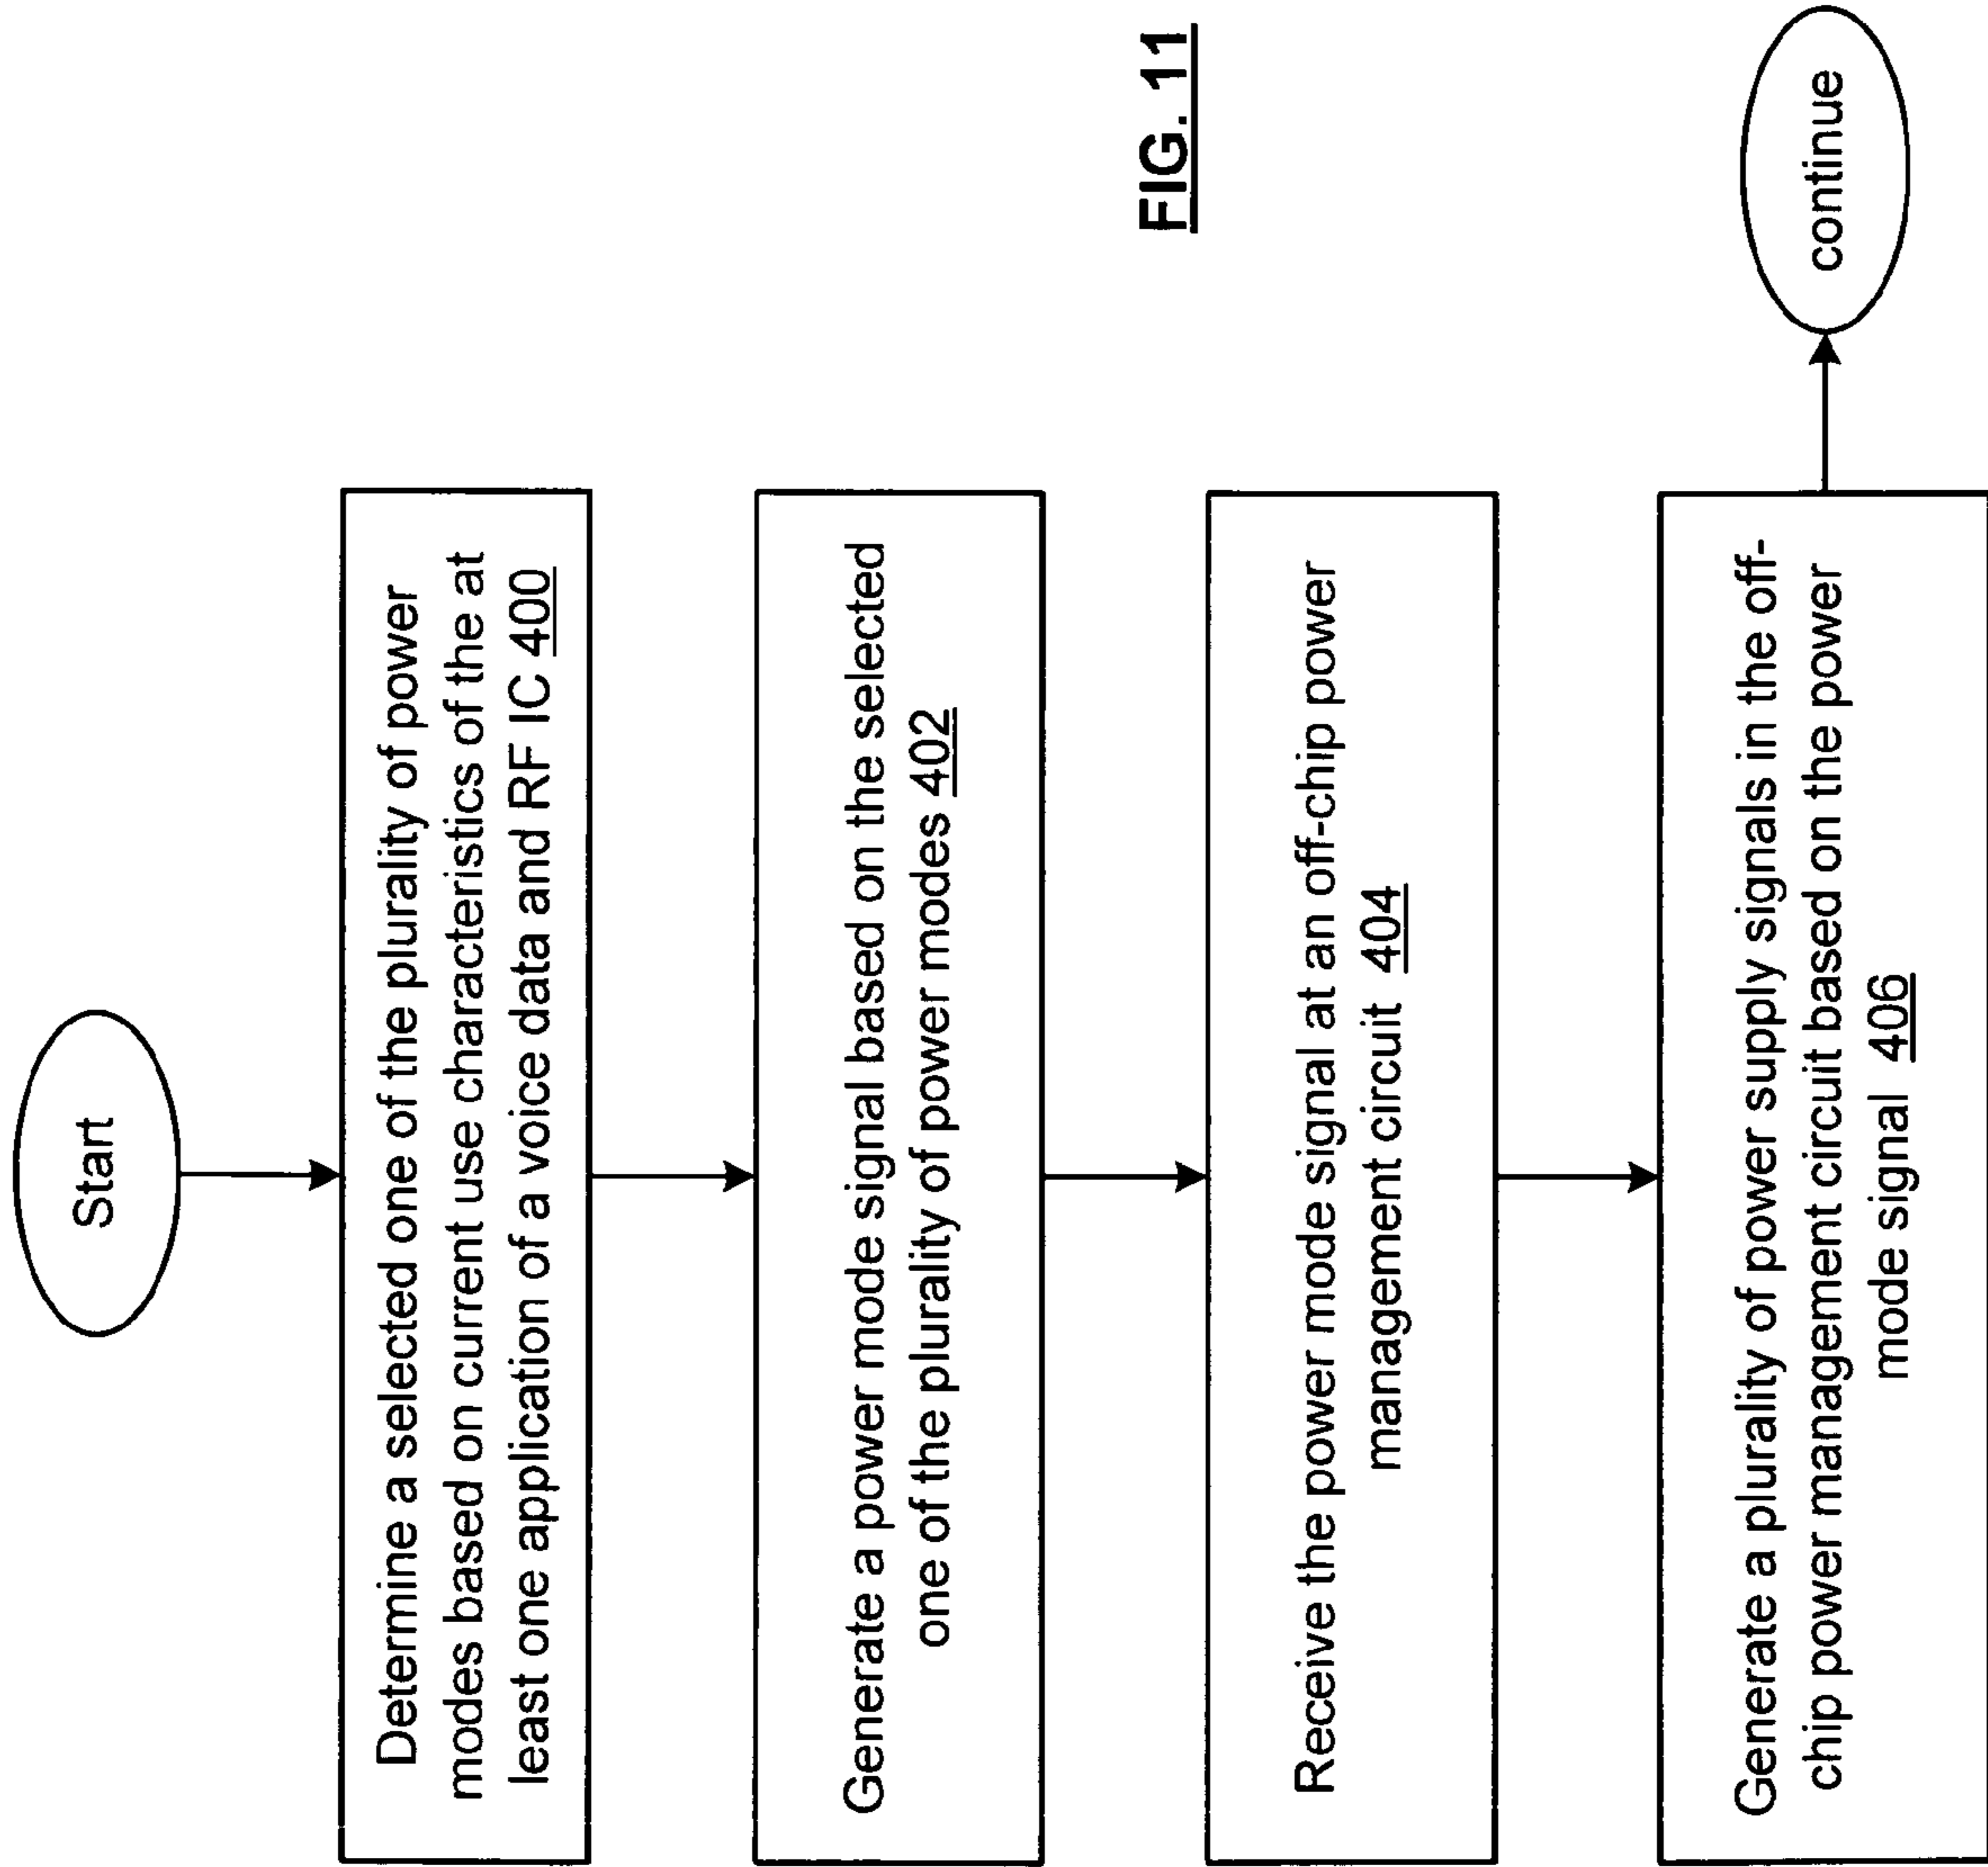 Start
Determine a selected one of the plurality of power
modes based on current use characteristics of the at
least one application of a voice data and RF IC 400
Generate a power mode signal based on the selected
one of the plurality of power modes 402
Receive the power mode signal at an off-chip power
management circuit 404
Generate a plurality of power supply signals in the off-
chip power management circuit based on the power
mode signal 406
continue
FIG. 11